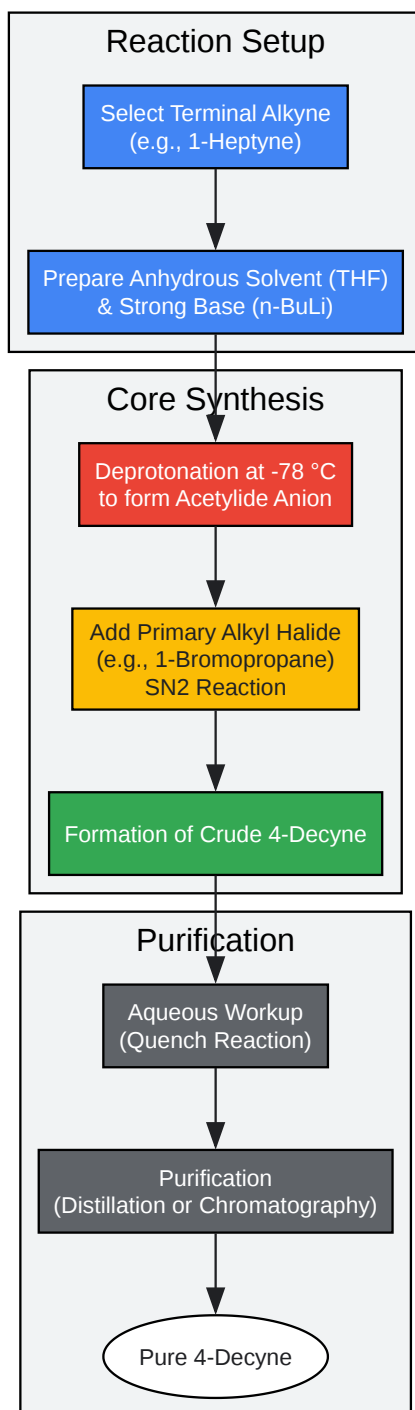 Reaction Setup
Select Terminal Alkyne
(e.g., 1-Heptyne)
Prepare Anhydrous Solvent (THF)
& Strong Base (n-BuLi)
Core Synthesis
Deprotonation at -78 °C
to form Acetylide Anion
Add Primary Alkyl Halide
(e.g., 1-Bromopropane)
SN2 Reaction
Formation of Crude 4-Decyne
Purification
Aqueous Workup
(Quench Reaction)
Purification
(Distillation or Chromatography)
Pure 4-Decyne